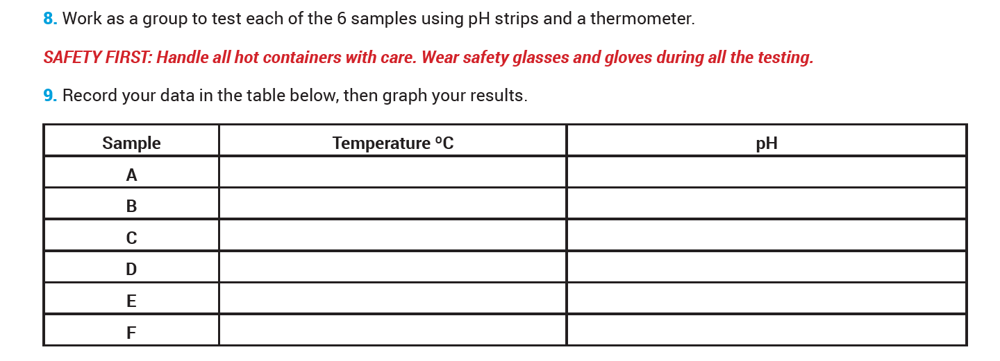 8. Work as a group to test each of the 6 samples using pH strips and a thermometer.
SAFETY FIRST: Handle all hot containers with care. Wear safety glasses and gloves during all the testing.
9. Record your data in the table below, then graph your results.
Sample Temperature ºC pH
A
B
C
D
E
F